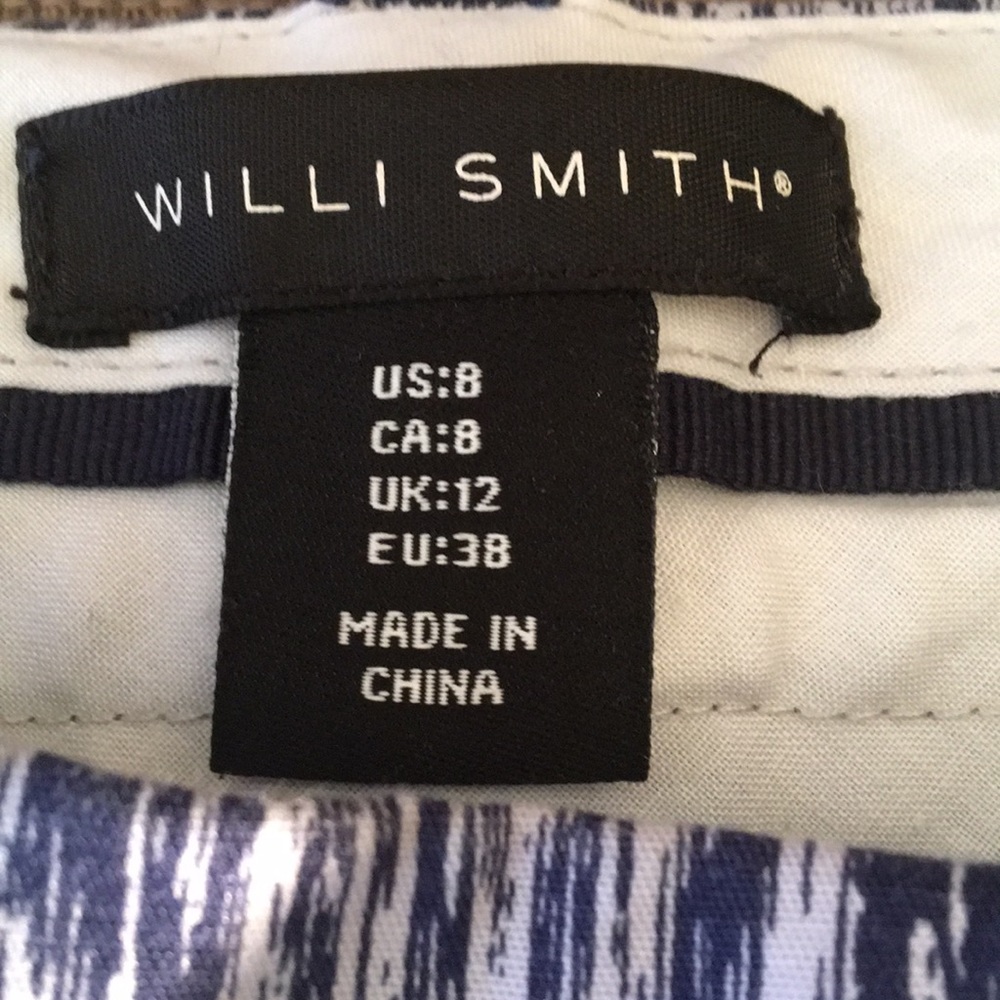 WILLI SMITH®
US:8
CA:8
UK:12
EU:38
MADE IN
CHINA